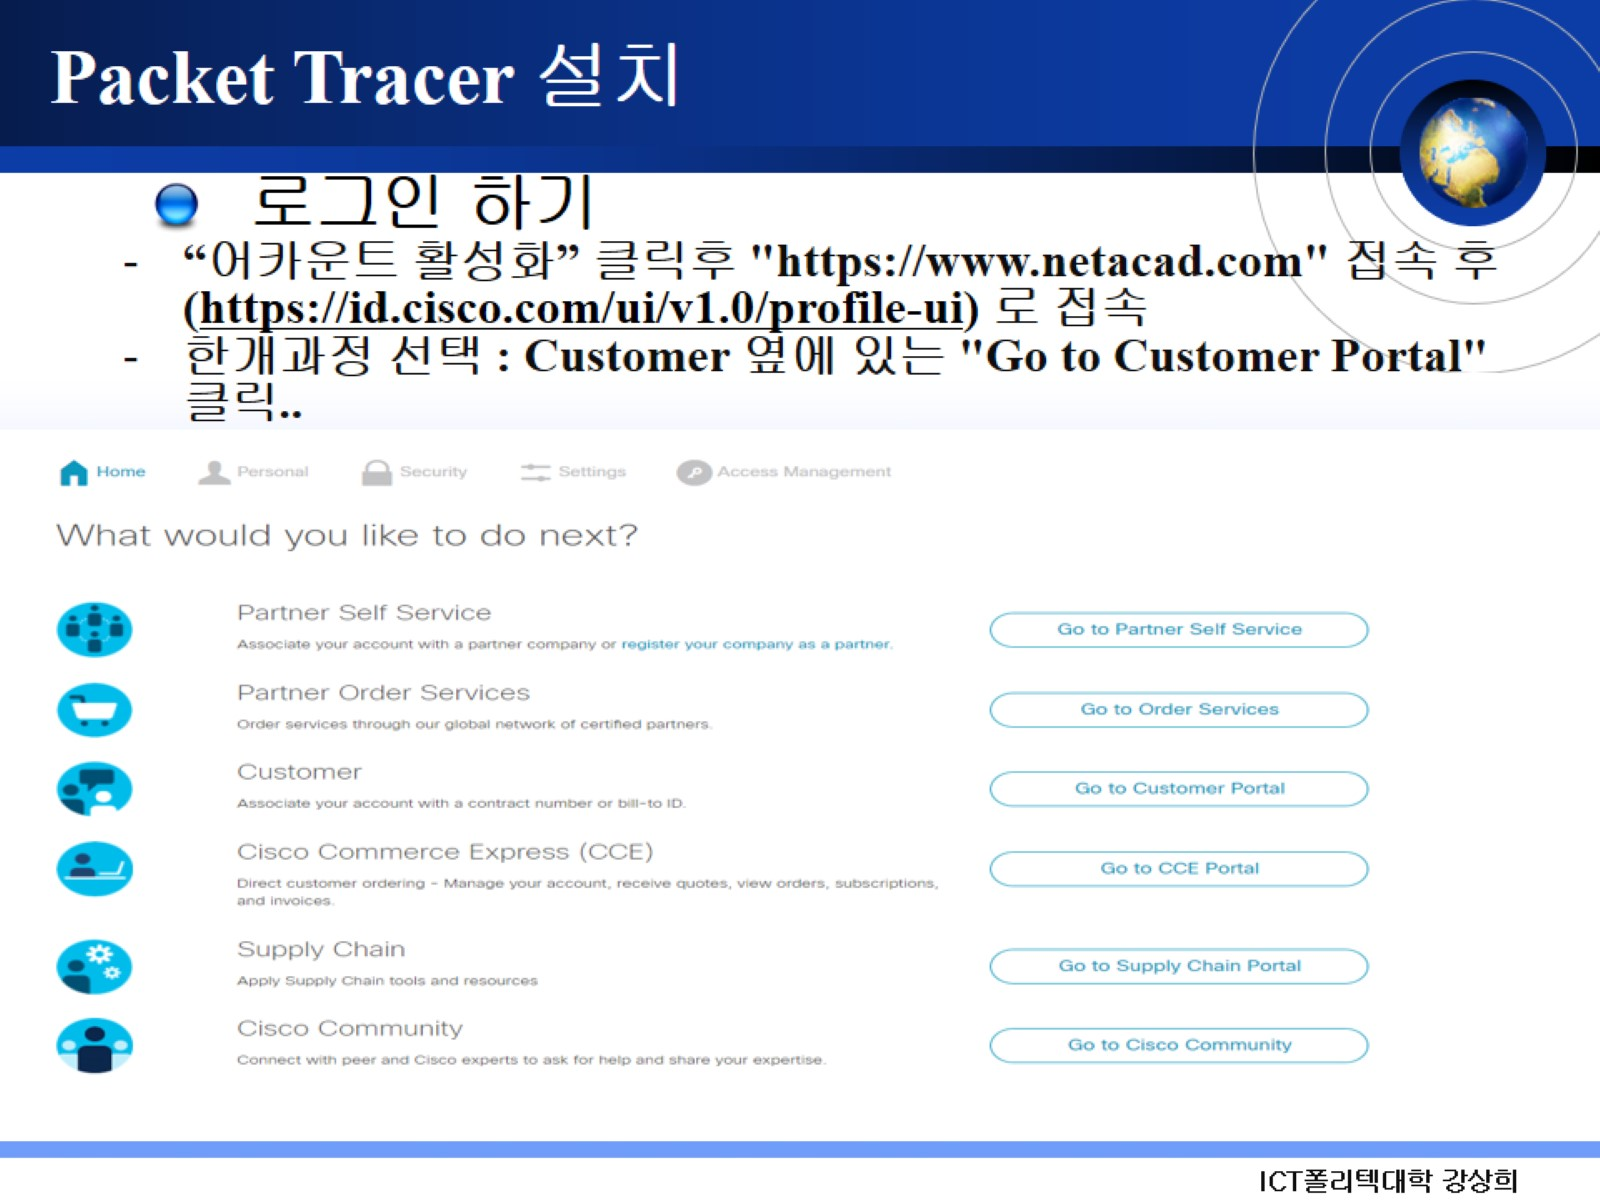 Packet Tracer 설치
로그인 하기
- “어카운트 활성화” 클릭후 "https://www.netacad.com" 접속 후
(https://id.cisco.com/ui/v1.0/profile-ui) 로 접속
- 한개과정 선택 : Customer 옆에 있는 "Go to Customer Portal"
클릭..
Home Personal Security Settings Access Management
What would you like to do next?
Partner Self Service
Associate your account with a partner company or register your company as a partner.
Go to Partner Self Service
Partner Order Services
Order services through our global network of certified partners.
Go to Order Services
Customer
Associate your account with a contract number or bill-to ID.
Go to Customer Portal
Cisco Commerce Express (CCE)
Direct customer ordering - Manage your account, receive quotes, view orders, subscriptions,
and invoices.
Go to CCE Portal
Supply Chain
Apply Supply Chain tools and resources
Go to Supply Chain Portal
Cisco Community
Connect with peer and Cisco experts to ask for help and share your expertise.
Go to Cisco Community
ICT폴리텍대학 강상희